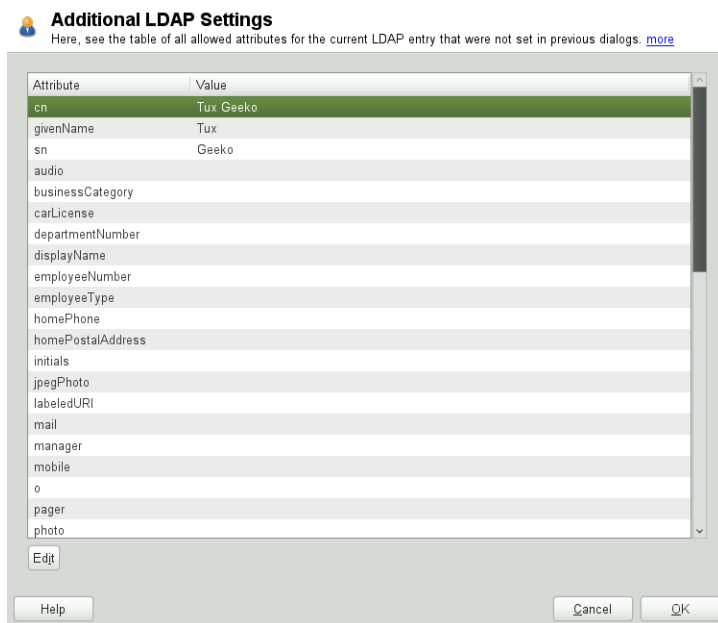 Additional LDAP Settings
Here, see the table of all allowed attributes for the current LDAP entry that were not set in previous dialogs. more
Attribute Value
cn Tux Geeko
givenName Tux
sn Geeko
audio
businessCategory
carLicense
departmentNumber
displayName
employeeNumber
employeeType
homePhone
homePostalAddress
initials
jpegPhoto
labeledURI
mail
manager
mobile
o
pager
photo
Edit
Help Cancel OK